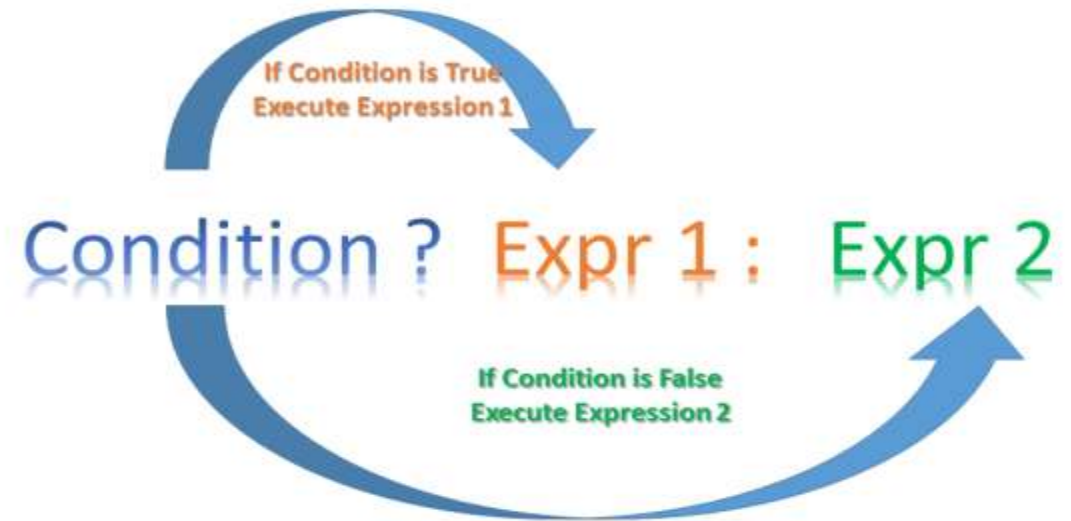 If Condition is True
Execute Expression 1
Condition ? Expr 1 : Expr 2
If Condition is False
Execute Expression 2